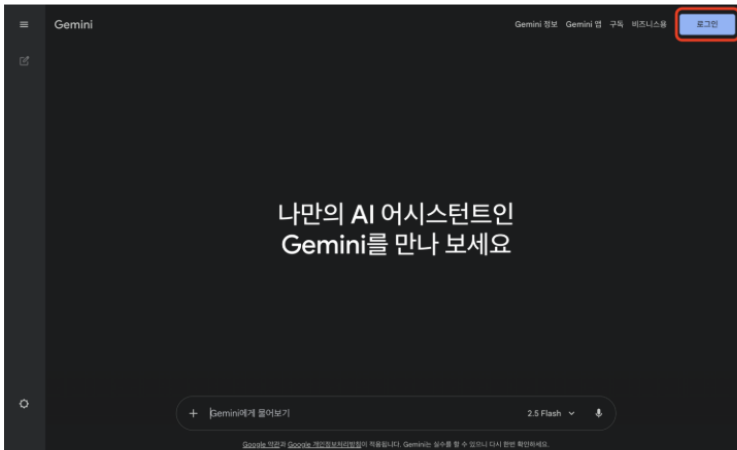 Gemini
Gemini 정보 Gemini 앱 구독 비즈니스용 로그인
나만의 AI 어시스턴트인
Gemini를 만나 보세요
Gemini에게 물어보기
2.5 Flash
Google 약관과 Google 개인정보처리방침이 적용됩니다. Gemini는 실수를 할 수 있으니 다시 한번 확인하세요.